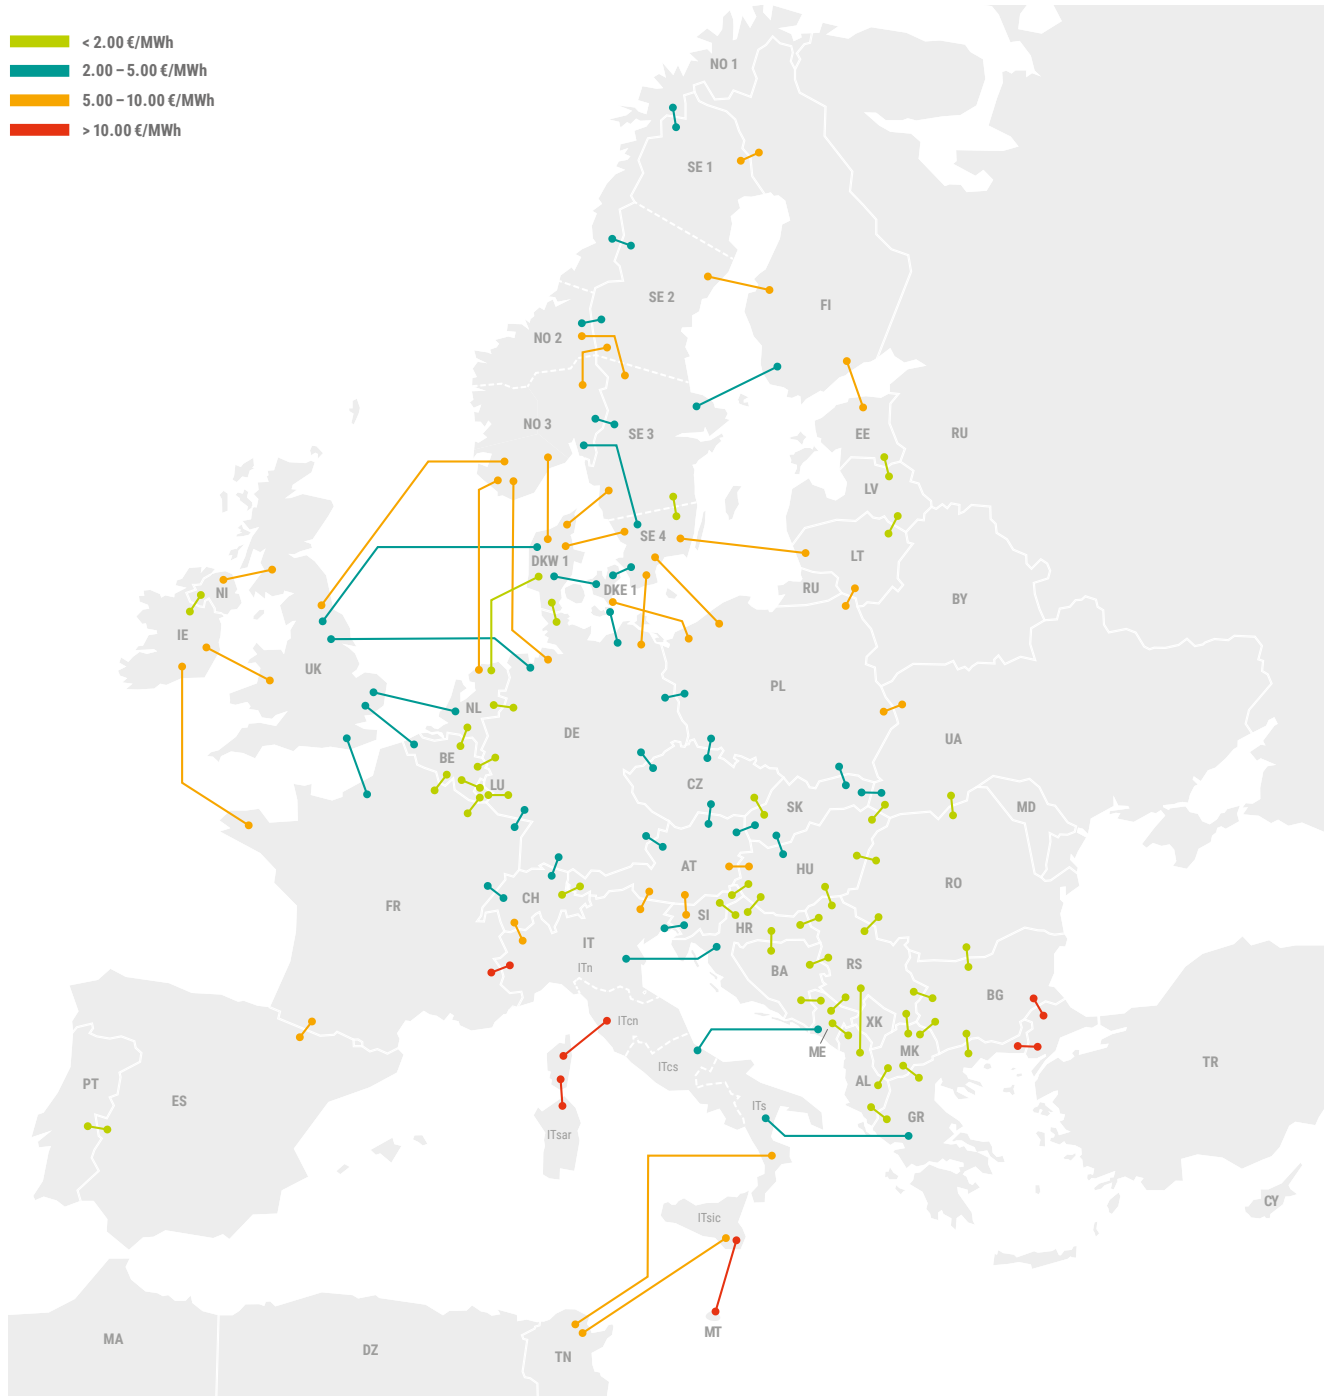 < 2.00 €/MWh
2.00 – 5.00 €/MWh
5.00 – 10.00 €/MWh
> 10.00 €/MWh
NO 1
SE 1
SE 2
FI
NO 2
NO 3
SE 3
EE
RU
LV
SE 4
LT
DKW 1
DKE 1
RU
BY
NI
IE
UK
NL
DE
PL
UA
BE
LU
CZ
SK
MD
AT
HU
RO
CH
FR
SI
HR
IT
ITn
BA
RS
BG
ITcn
XK
ME
MK
ITcs
AL
TR
PT
ES
ITs
GR
ITsar
CY
ITsic
MT
MA
DZ
TN